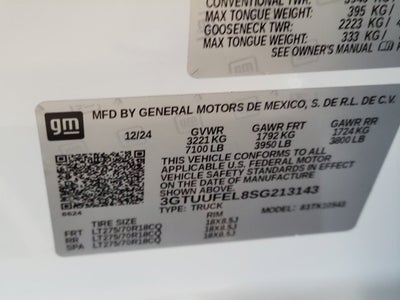 CONVENTIONAL TWR:
MAX TONGUE WEIGHT: 395 KG /
GOOSENECK TWR: 2223 KG /
MAX TONGUE WEIGHT: 333 KG /
SEE OWNER'S MANUAL
gm
MFD BY GENERAL MOTORS DE MEXICO, S. DE R.L. DE C.V.
12/24 GVWR GAWR FRT GAWR RR
3221 KG 1792 KG 1724 KG
7100 LB 3950 LB 3800 LB
THIS VEHICLE CONFORMS TO ALL
APPLICABLE U.S. FEDERAL MOTOR
VEHICLE SAFETY STANDARDS IN EFFECT
ON THE DATE OF MANUFACTURE
SHOWN ABOVE.
3GTUUFEL8SG213143
TYPE: TRUCK MODEL:
6624
TIRE SIZE RIM
FRT LT275/70R18CQ 18X8.5J
RR LT275/70R18CQ 18X8.5J
SPA LT275/70R18CQ 18X8.5J